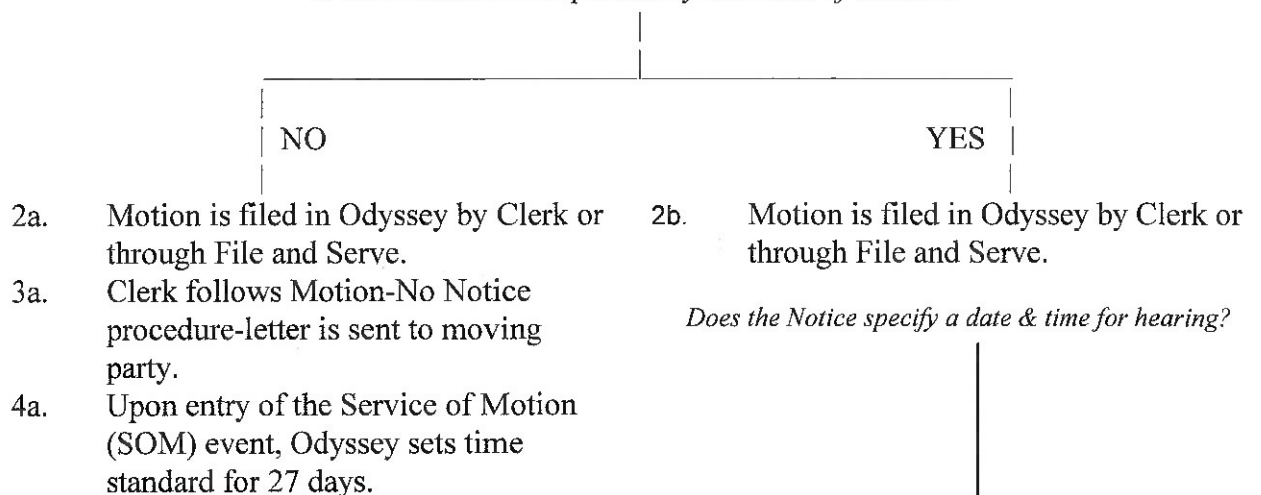 NO
YES
2a. Motion is filed in Odyssey by Clerk or
through File and Serve.
3a. Clerk follows Motion-No Notice
procedure-letter is sent to moving
party.
4a. Upon entry of the Service of Motion
(SOM) event, Odyssey sets time
standard for 27 days.
2b. Motion is filed in Odyssey by Clerk or
through File and Serve.
Does the Notice specify a date & time for hearing?